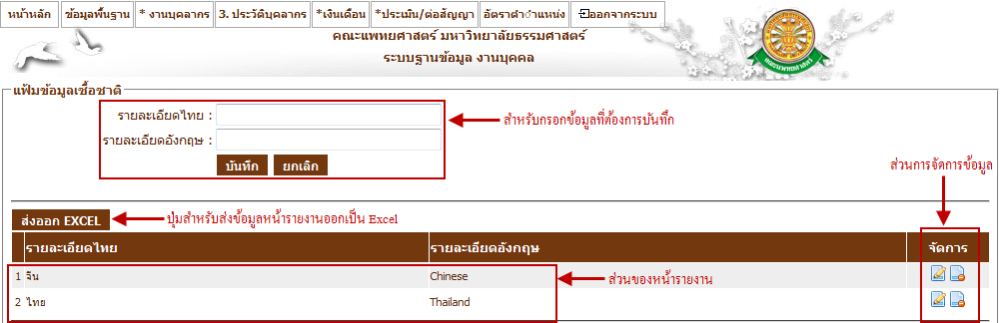 หน้าหลัก ข้อมูลพื้นฐาน * งานบุคลากร 3. ประวัติบุคลากร *เงินเดือน *ประเมิน/ต่อสัญญา อัตราตำแหน่ง ออกจากระบบ
คณะแพทยศาสตร์ มหาวิทยาลัยธรรมศาสตร์
ระบบฐานข้อมูล งานบุคคล
แฟ้มข้อมูลเชื้อชาติ
รายละเอียดไทย : สำหรับกรอกข้อมูลที่ต้องการบันทึก
รายละเอียดอังกฤษ :
บันทึก ยกเลิก
ส่วนการจัดการข้อมูล
ส่งออก EXCEL ปุ่มสำหรับส่งข้อมูลหน้ารายงานออกเป็น Excel
รายละเอียดไทย รายละเอียดอังกฤษ จัดการ
1 จีน Chinese ส่วนของหน้ารายงาน
2 ไทย Thailand